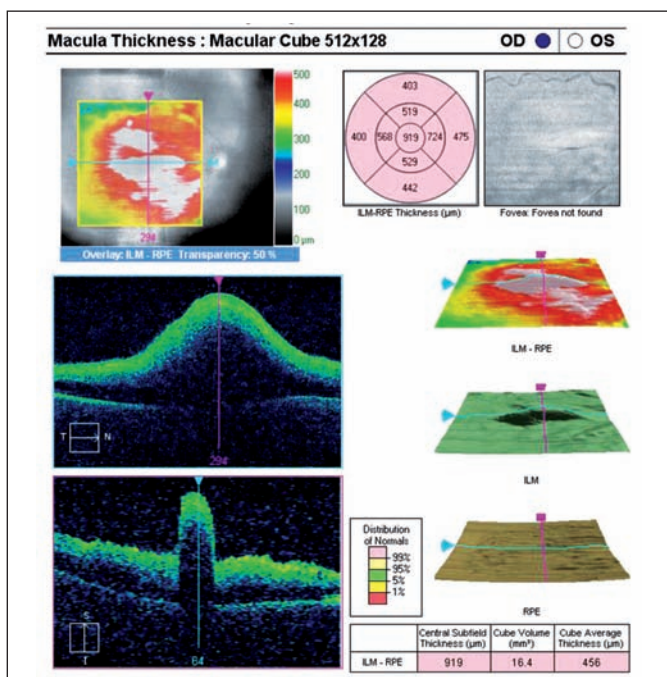 Macula Thickness : Macular Cube 512x128 OD OS
500
400
300
200
100
0 µm
294
Overlay: ILM - RPE Transparency: 50 %
403
519
400 568 919 724 475
529
442
ILM-RPE Thickness (µm)
Fovea: Fovea not found
ILM - RPE
T N
294
ILM
S
I
64
Distribution
of Normals
99%
95%
5%
1%
RPE
Central Subfield Thickness (µm) Cube Volume (mm³) Cube Average Thickness (µm)
ILM - RPE 919 16.4 456